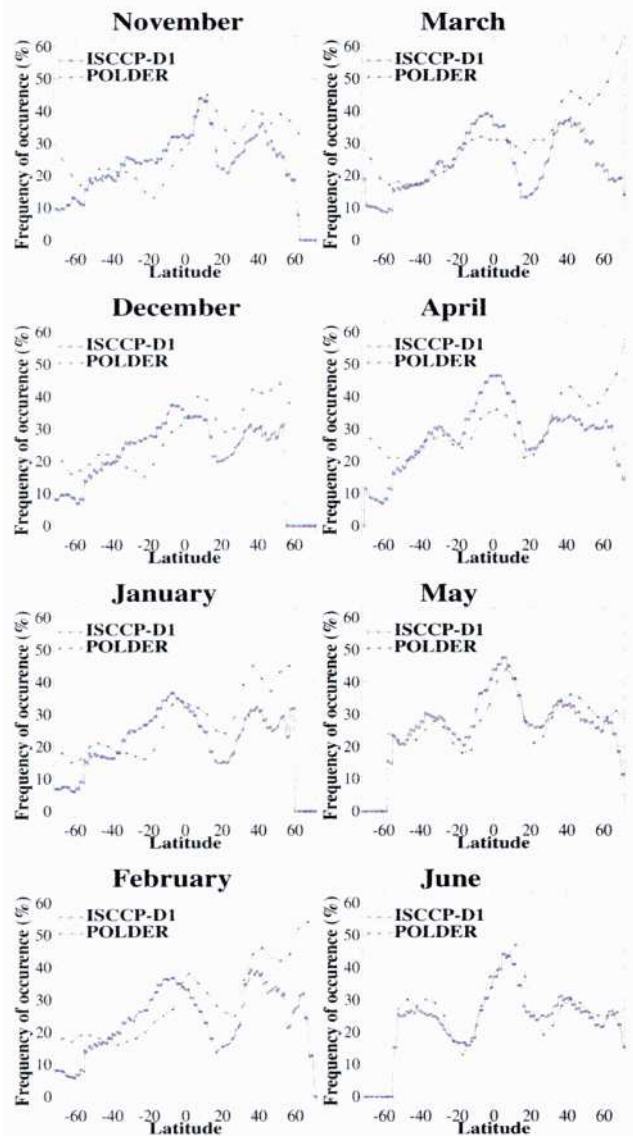 November
Frequency of occurence (%)
60
50
40
30
20
10
0
ISCCP-D1
POLDER
-60 -40 -20 0 20 40 60
Latitude
March
Frequency of occurence (%)
60
50
40
30
20
10
0
ISCCP-D1
POLDER
-60 -40 -20 0 20 40 60
Latitude
December
Frequency of occurence (%)
60
50
40
30
20
10
0
ISCCP-D1
POLDER
-60 -40 -20 0 20 40 60
Latitude
April
Frequency of occurence (%)
60
50
40
30
20
10
0
ISCCP-D1
POLDER
-60 -40 -20 0 20 40 60
Latitude
January
Frequency of occurence (%)
60
50
40
30
20
10
0
ISCCP-D1
POLDER
-60 -40 -20 0 20 40 60
Latitude
May
Frequency of occurence (%)
60
50
40
30
20
10
0
ISCCP-D1
POLDER
-60 -40 -20 0 20 40 60
Latitude
February
Frequency of occurence (%)
60
50
40
30
20
10
0
ISCCP-D1
POLDER
-60 -40 -20 0 20 40 60
Latitude
June
Frequency of occurence (%)
60
50
40
30
20
10
0
ISCCP-D1
POLDER
-60 -40 -20 0 20 40 60
Latitude